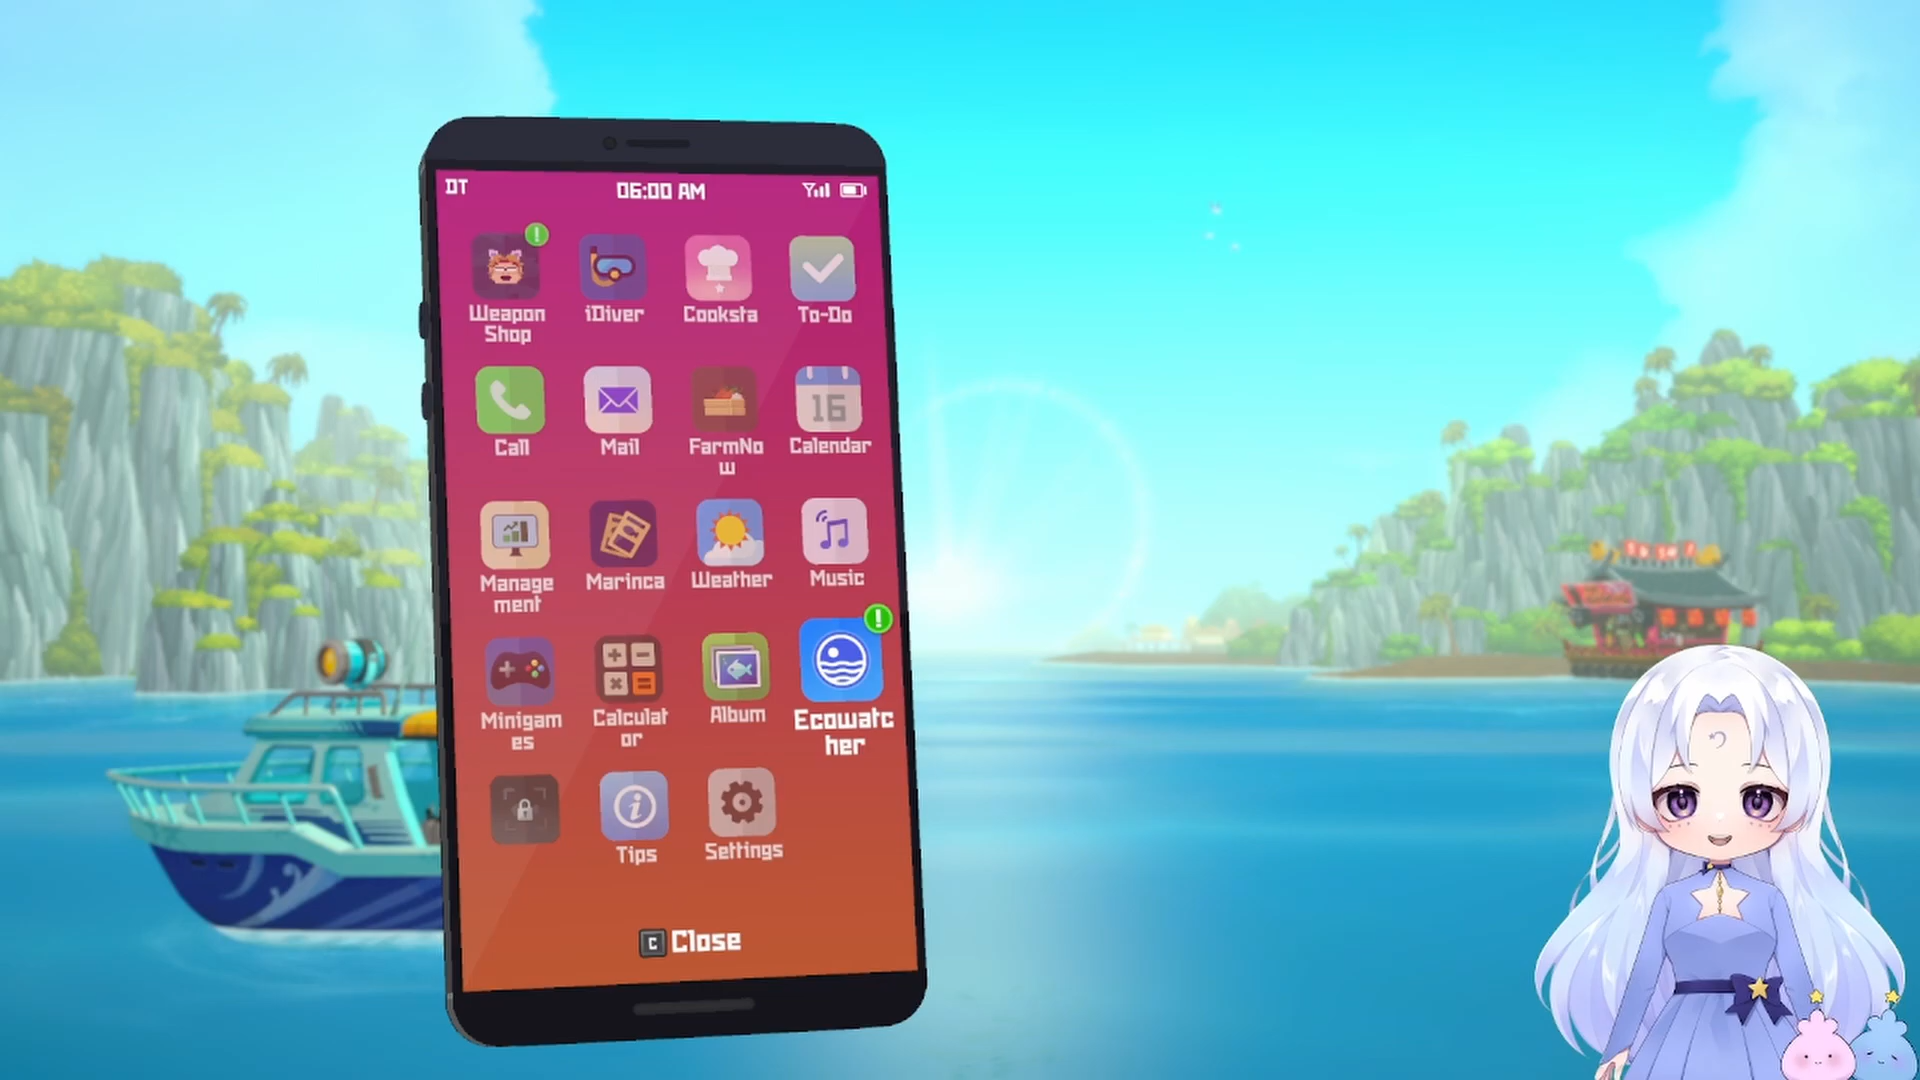 DT
06:00 AM
Weapon
Shop
iDiver
Cooksta
To-Do
Call
Mail
FarmNo
w
16
Calendar
Manage
ment
Marinca
Weather
Music
Minigam
es
Calculat
or
Album
Ecowatc
her
Tips
Settings
C Close